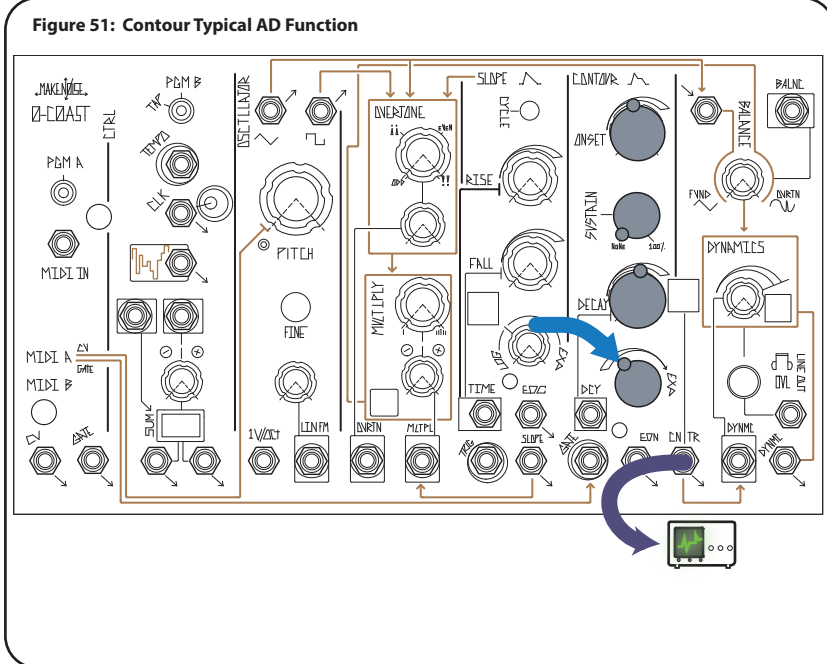 Figure 51: Contour Typical AD Function
MAKENOISE
0-COAST
CTRL
PGM A
MIDI IN
MIDI A CV
GATE
MIDI B
CV
GATE
PGM B
TAP
TEMPO
CLK
SUM
OSCILLATOR
PITCH
FINE
1V/OCT
LIN FM
OVERTONE
¡¡
EVEN
ODD
!!
MULTIPLY
OVRTN
MLTPL
SLOPE
CYCLE
RISE
FALL
LOG
EXP
TIME
EOC
TRIG
SLOPE
CONTOUR
ONSET
SUSTAIN
NONE
100%
DECAY
EXP
DCY
GATE
EON
CNTR
BALNC
BALANCE
FUND
OVRTN
DYNAMICS
LINE OUT
OVL
DYNMC
DYNMC